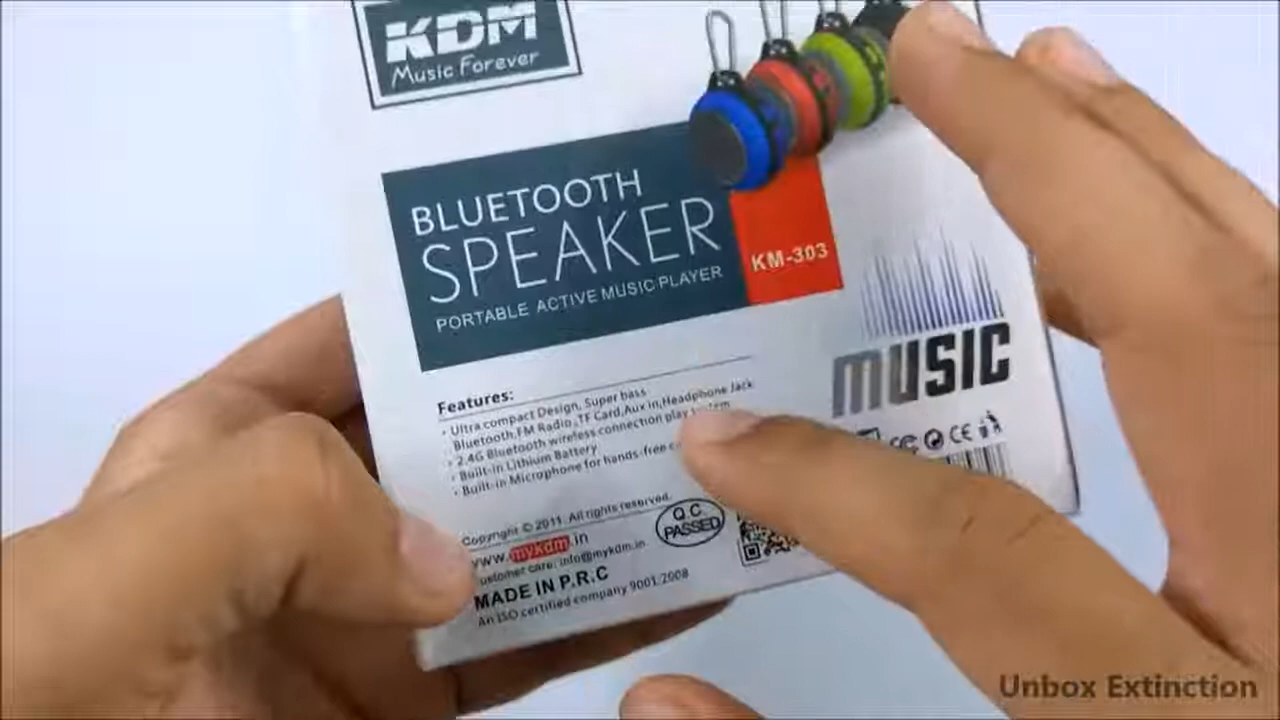 KDM
Music Forever
BLUETOOTH
SPEAKER
PORTABLE ACTIVE MUSIC PLAYER
KM-303
MUSIC
Features:
· Ultra compact Design, Super bass
Bluetooth,FM Radio ,TF Card,Aux in,Headphone Jack
· 2.4G Bluetooth wireless connection play system
· Built-in Lithium Battery
· Built-in Microphone for hands-free
CE
Copyright © 2011. All rights reserved.
www.mykdm.in
customer care: info@mykdm.in
Q.C.
PASSED
MADE IN P.R.C
An ISO certified company 9001:2008
Unbox Extinction